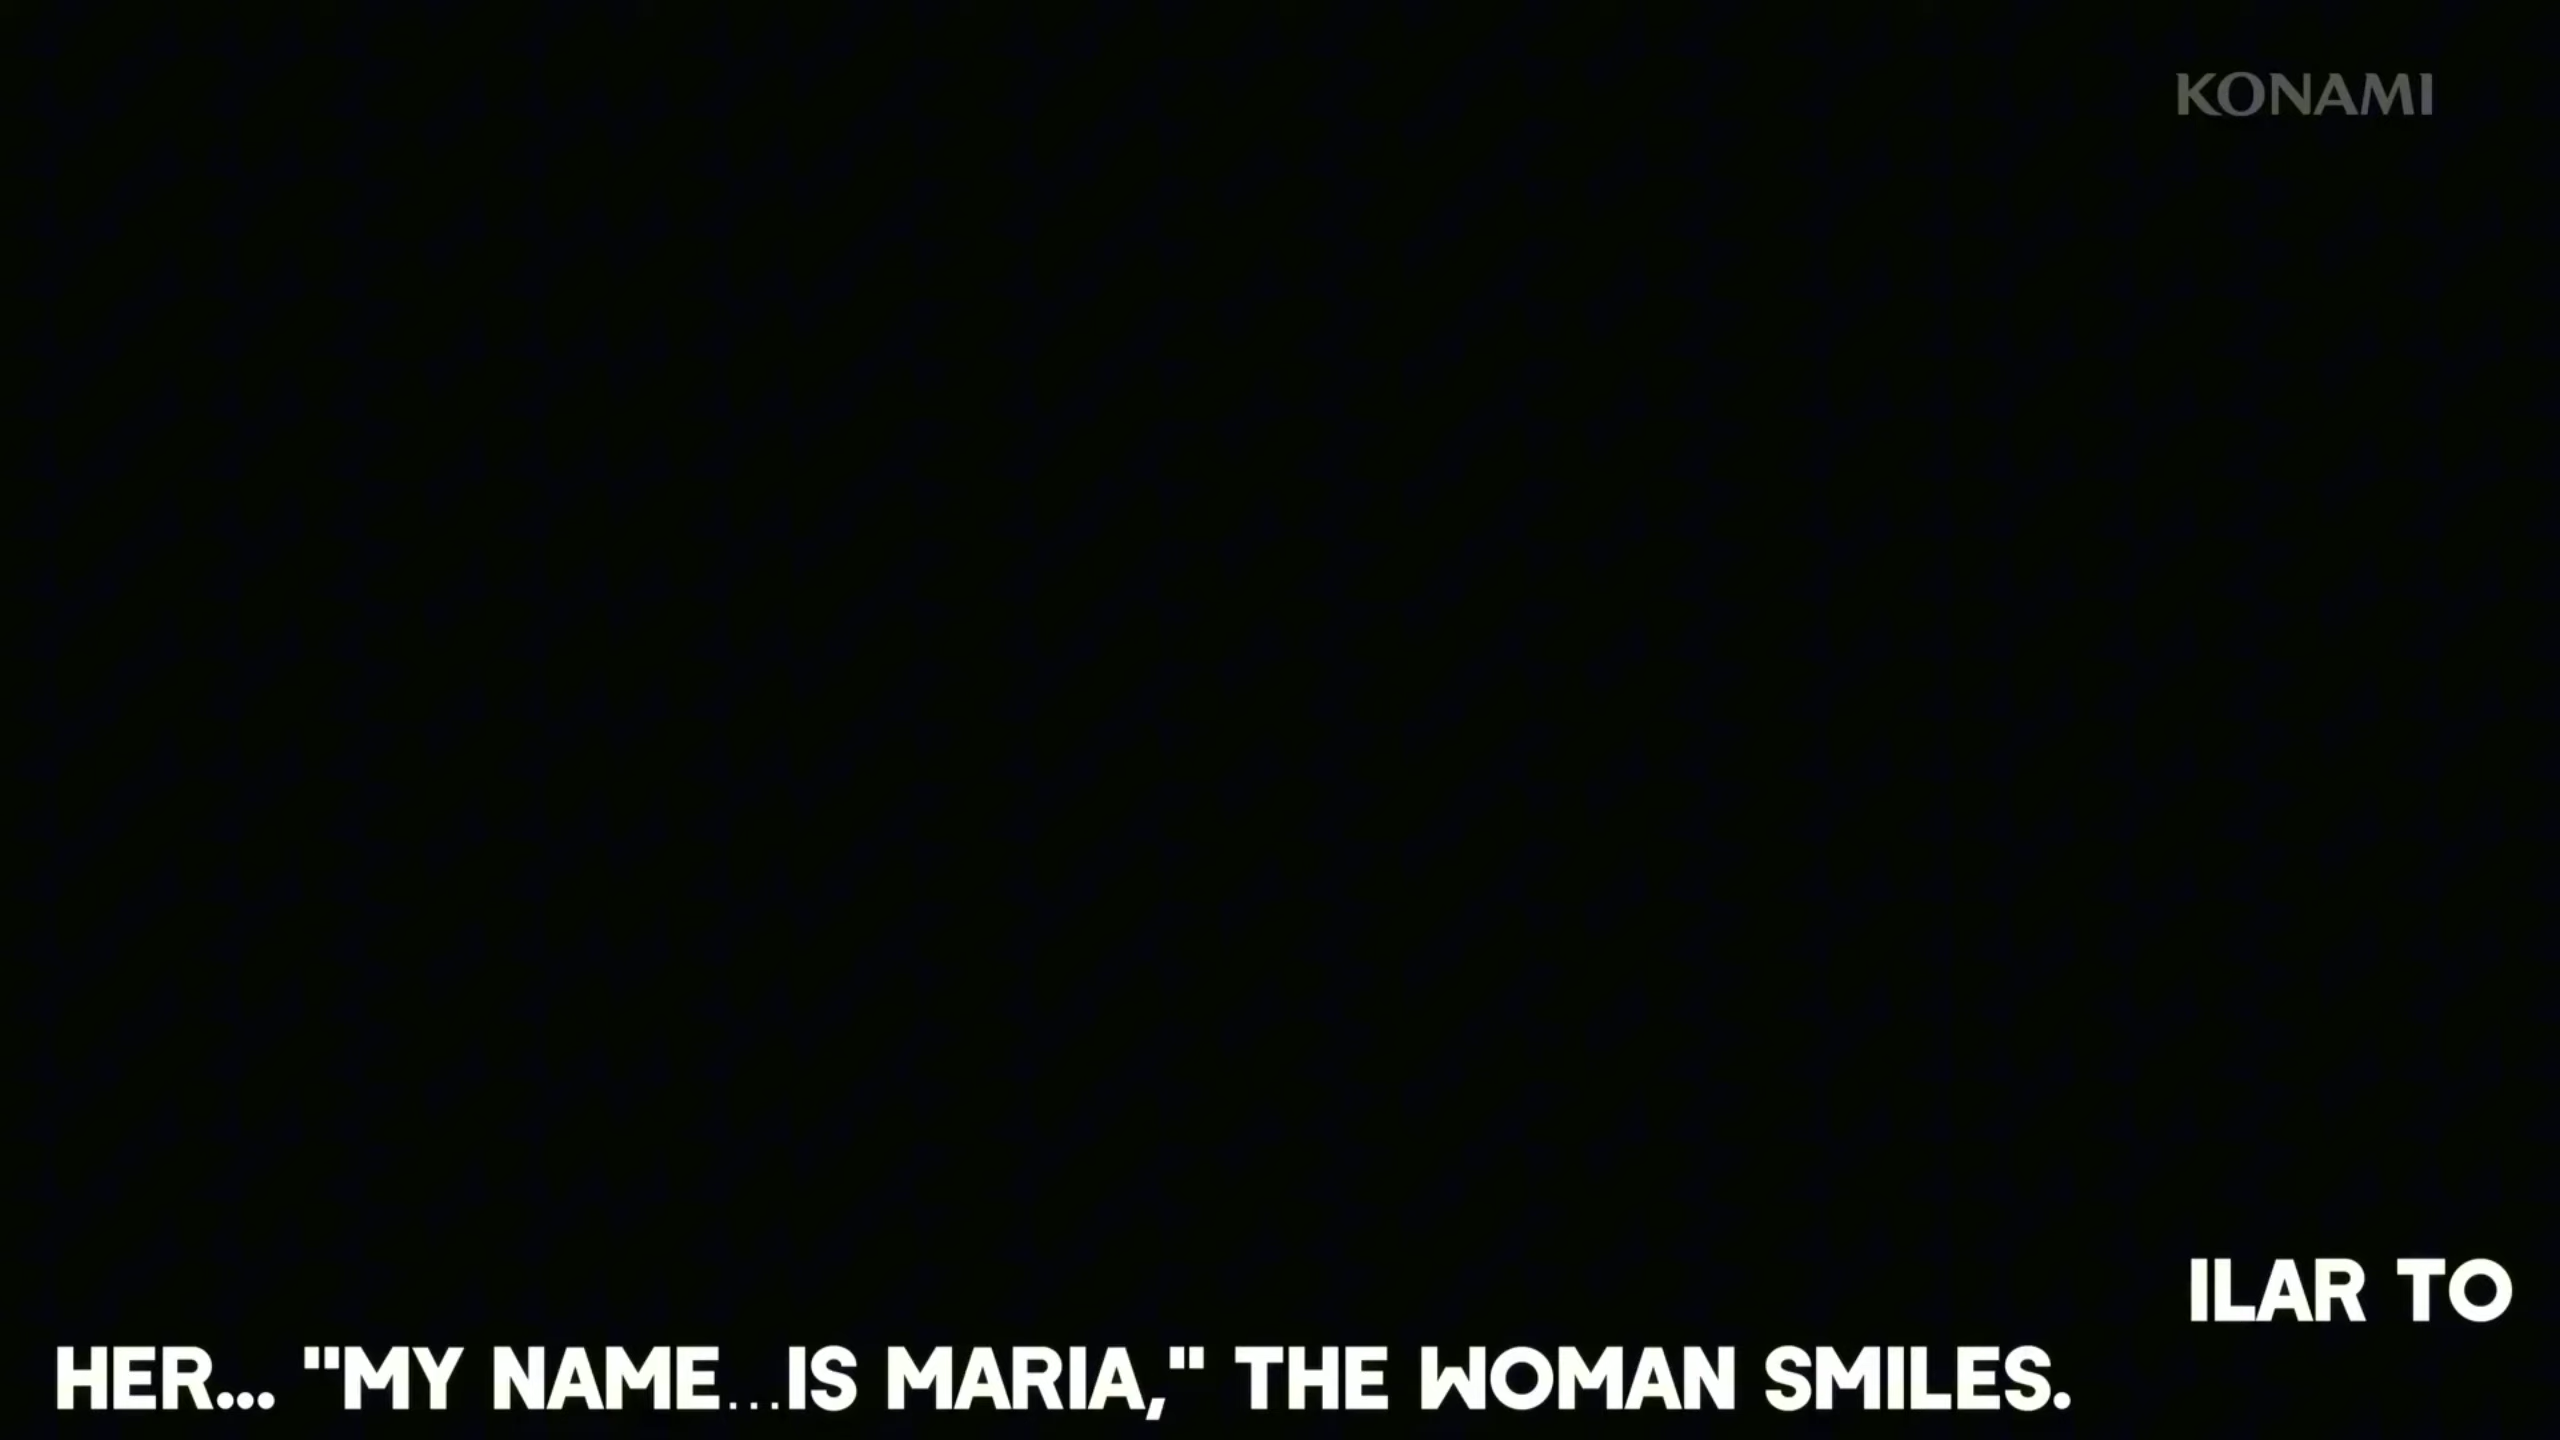 KONAMI
ILAR TO
HER... "MY NAME...IS MARIA," THE WOMAN SMILES.